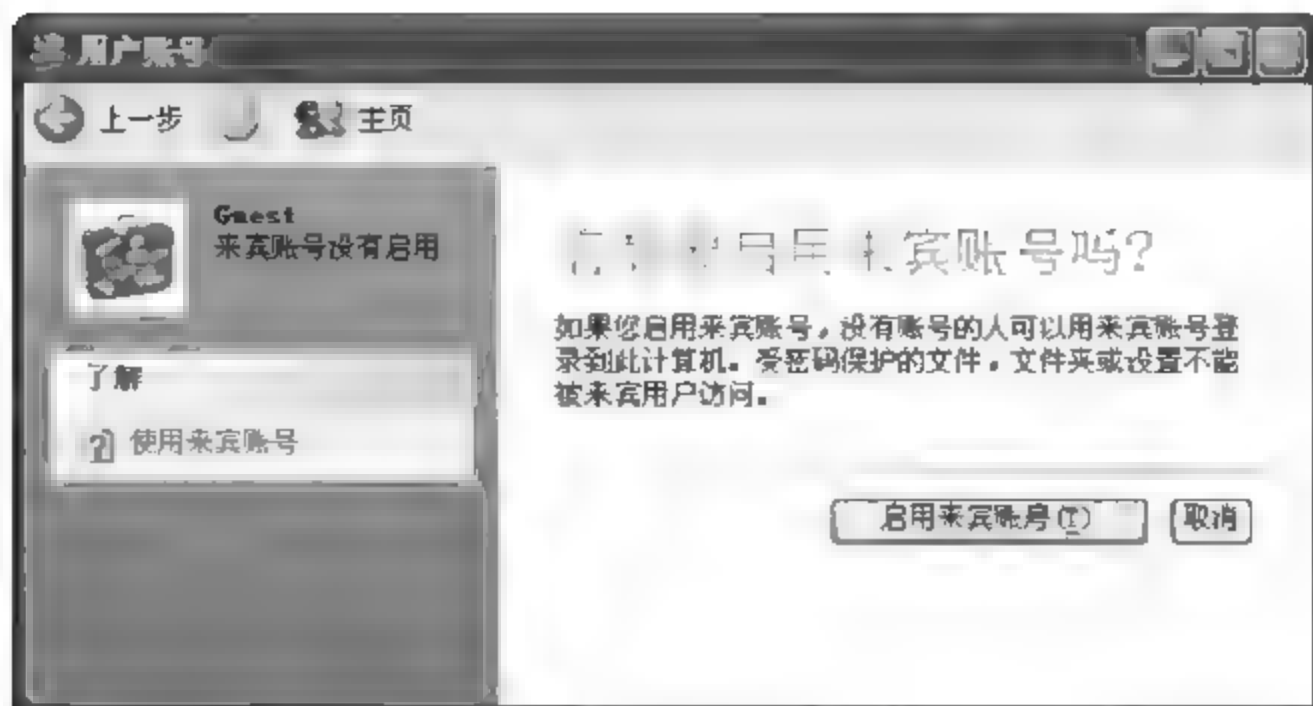 用户账号
上一步
主页
Guest
来宾账号没有启用
来宾账号吗?
如果您启用来宾账号，没有账号的人可以用来宾账号登
录到此计算机。受密码保护的文件，文件夹或设置不能
被来宾用户访问。
了解
使用来宾账号
启用来宾账号(T)
取消